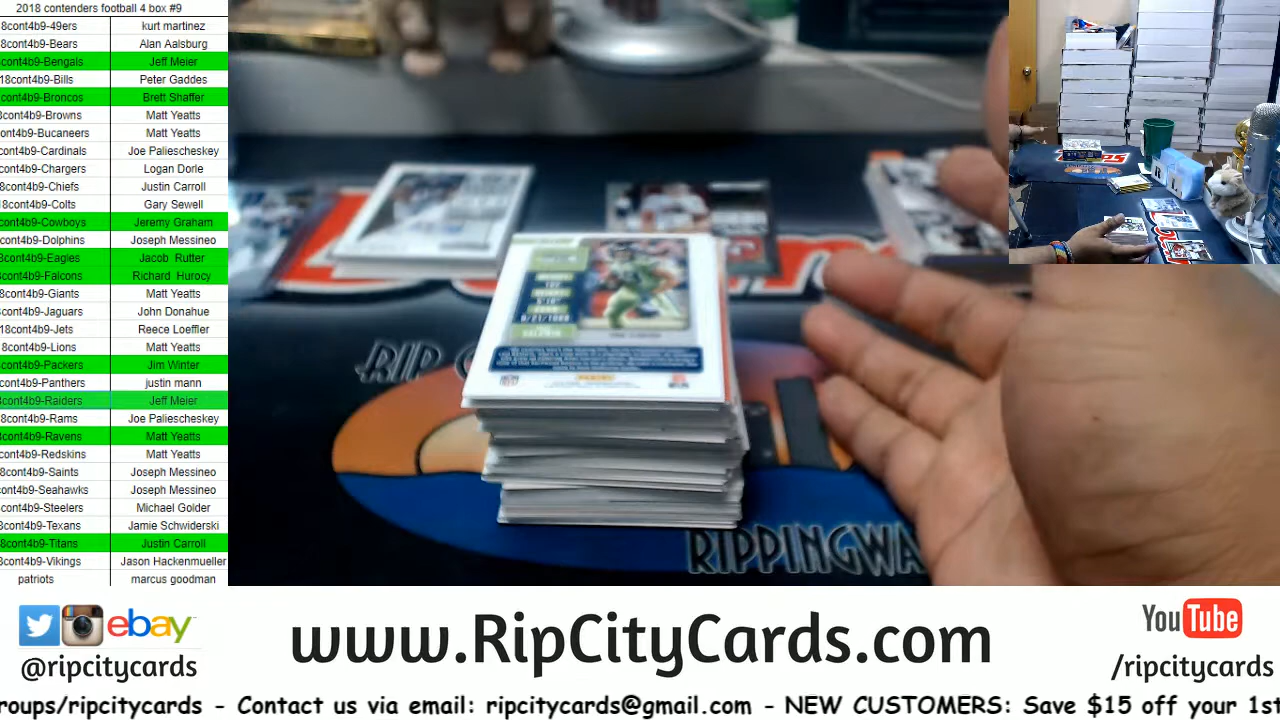 2018 contenders football 4 box #9
8cont4b9-49ers kurt martinez
8cont4b9-Bears Alan Aalsburg
cont4b9-Bengals Jeff Meier
18cont4b9-Bills Peter Gaddes
cont4b9-Broncos Brett Shaffer
8cont4b9-Browns Matt Yeatts
cont4b9-Bucaneers Matt Yeatts
cont4b9-Cardinals Joe Paliescheskey
cont4b9-Chargers Logan Dorle
8cont4b9-Chiefs Justin Carroll
18cont4b9-Colts Gary Sewell
cont4b9-Cowboys Jeremy Graham
cont4b9-Dolphins Joseph Messineo
8cont4b9-Eagles Jacob Rutter
8cont4b9-Falcons Richard Hurocy
8cont4b9-Giants Matt Yeatts
cont4b9-Jaguars John Donahue
18cont4b9-Jets Reece Loeffler
8cont4b9-Lions Matt Yeatts
cont4b9-Packers Jim Winter
cont4b9-Panthers justin mann
8cont4b9-Raiders Jeff Meier
8cont4b9-Rams Joe Paliescheskey
8cont4b9-Ravens Matt Yeatts
cont4b9-Redskins Matt Yeatts
8cont4b9-Saints Joseph Messineo
cont4b9-Seahawks Joseph Messineo
8cont4b9-Steelers Michael Golder
8cont4b9-Texans Jamie Schwiderski
8cont4b9-Titans Justin Carroll
8cont4b9-Vikings Jason Hackenmueller
patriots marcus goodman
RIP
RIPPINGWA
ebay
@ripcitycards
www.RipCityCards.com
YouTube
/ripcitycards
roups/ripcitycards - Contact us via email: ripcitycards@gmail.com - NEW CUSTOMERS: Save $15 off your 1st